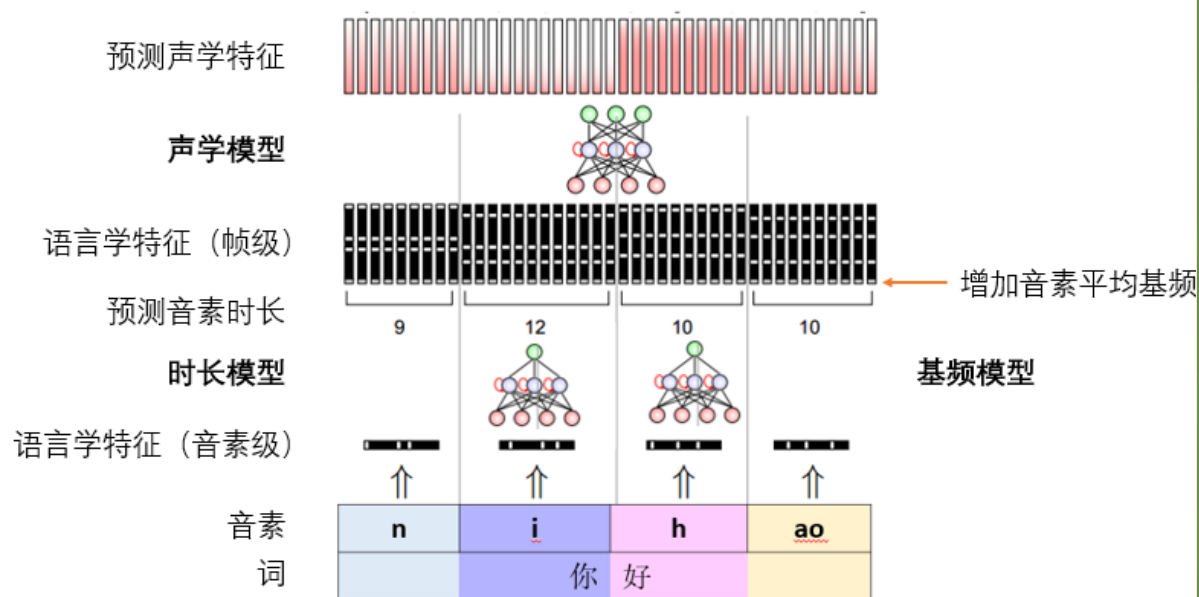 预测声学特征
声学模型
语言学特征（帧级）
增加音素平均基频
预测音素时长
9 12 10 10
时长模型 基频模型
语言学特征（音素级）
音素 n i h ao
词 你 好